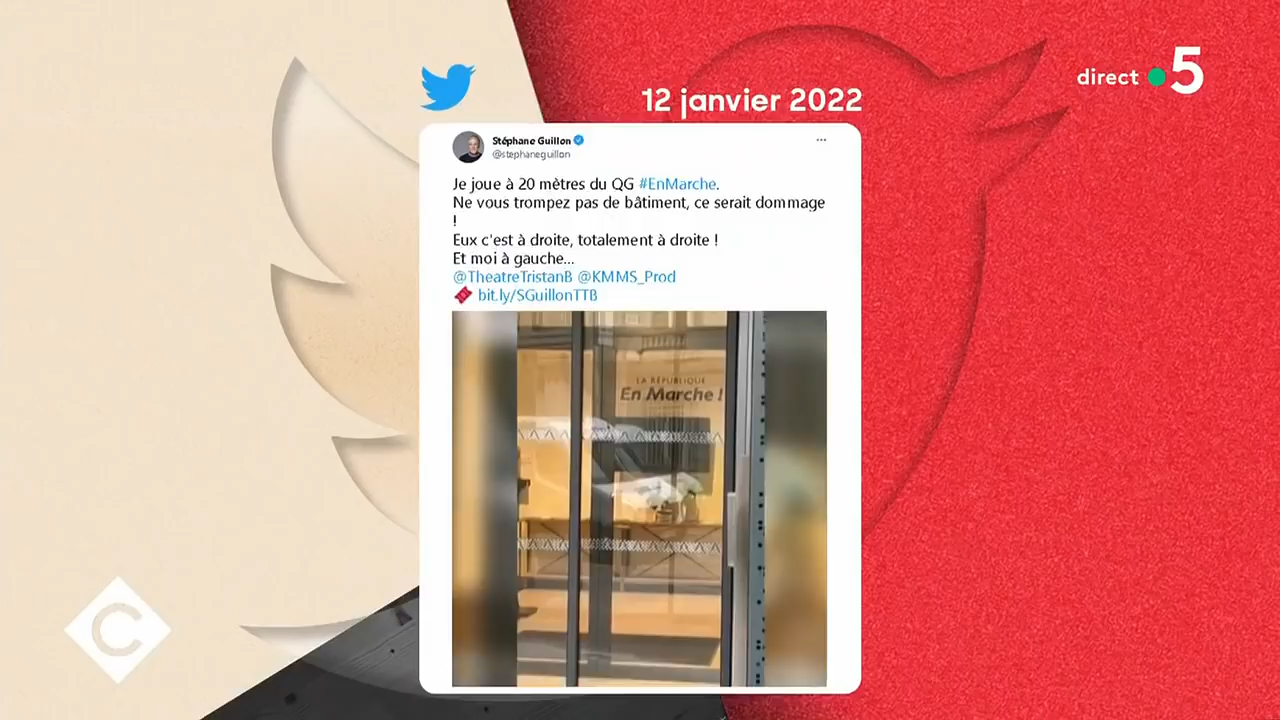 direct 5
12 janvier 2022
Stéphane Guillon
@stephaneguillon
...
Je joue à 20 mètres du QG #EnMarche.
Ne vous trompez pas de bâtiment, ce serait dommage
!
Eux c'est à droite, totalement à droite !
Et moi à gauche...
@TheatreTristanB @KMMS_Prod
bit.ly/SGuillonTTB
LA RÉPUBLIQUE
En Marche !
C